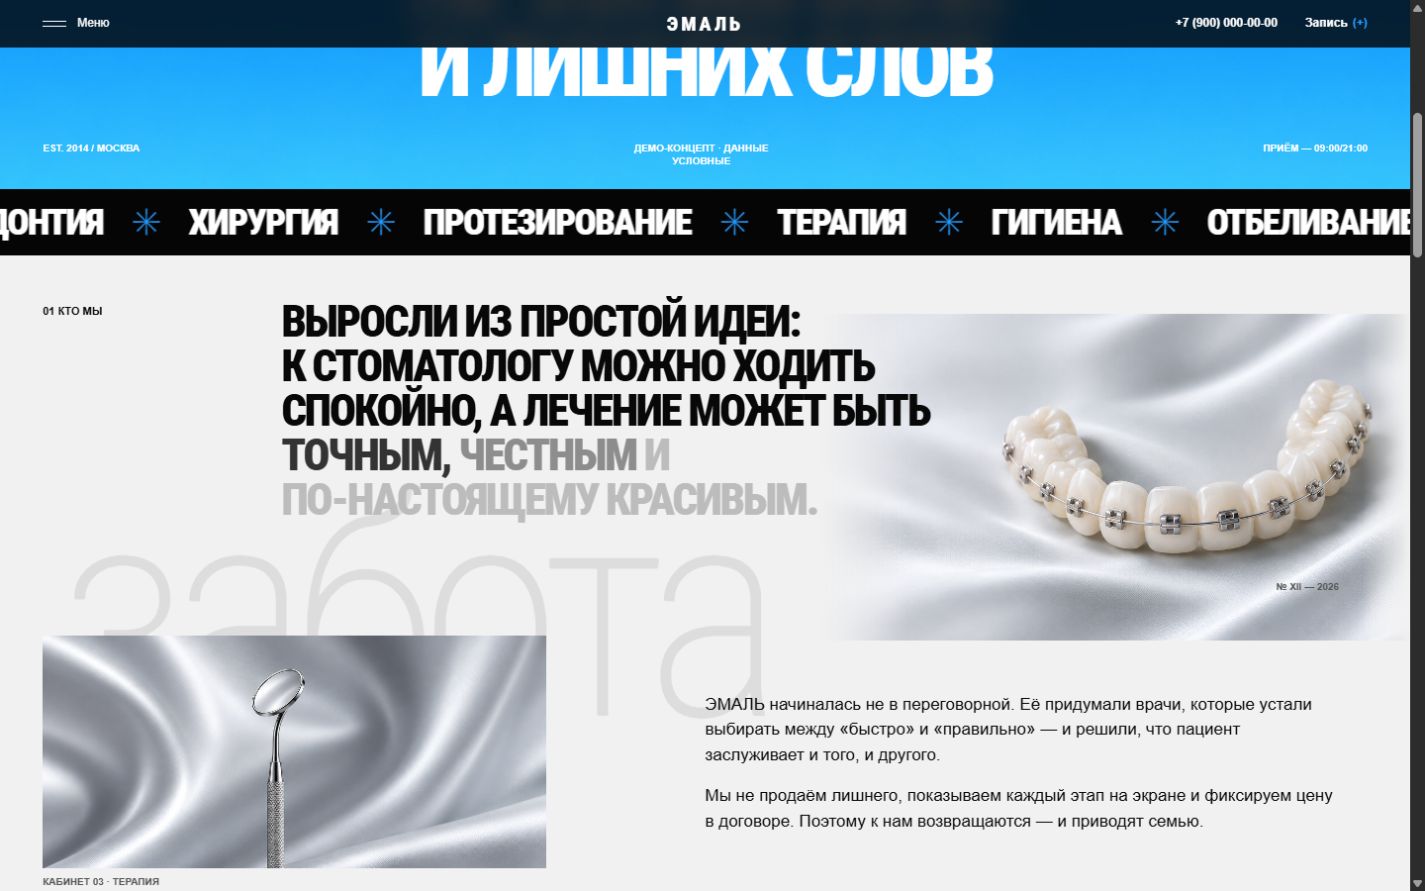 Меню
ЭМАЛЬ
+7 (900) 000-00-00
Запись (+)
И ЛИШНИХ СЛОВ
EST. 2014 / МОСКВА
ДЕМО-КОНЦЕПТ · ДАННЫЕ
УСЛОВНЫЕ
ПРИЁМ — 09:00/21:00
ДОНТИЯ ХИРУРГИЯ ПРОТЕЗИРОВАНИЕ ТЕРАПИЯ ГИГИЕНА ОТБЕЛИВАНИЕ
01 КТО МЫ
ВЫРОСЛИ ИЗ ПРОСТОЙ ИДЕИ:
К СТОМАТОЛОГУ МОЖНО ХОДИТЬ
СПОКОЙНО, А ЛЕЧЕНИЕ МОЖЕТ БЫТЬ
ТОЧНЫМ, ЧЕСТНЫМ И
ПО-НАСТОЯЩЕМУ КРАСИВЫМ.
забота
№ XII — 2026
ЭМАЛЬ начиналась не в переговорной. Её придумали врачи, которые устали
выбирать между «быстро» и «правильно» — и решили, что пациент
заслуживает и того, и другого.
Мы не продаём лишнего, показываем каждый этап на экране и фиксируем цену
в договоре. Поэтому к нам возвращаются — и приводят семью.
КАБИНЕТ 03 · ТЕРАПИЯ